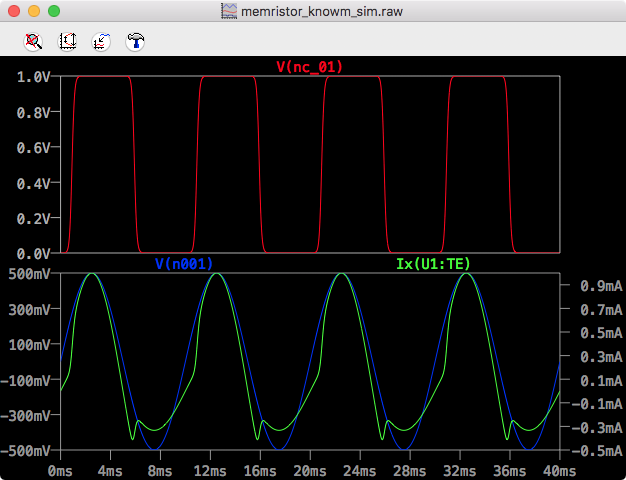 memristor_knowm_sim.raw
V(nc_01)
1.0V
0.8V
0.6V
0.4V
0.2V
0.0V
V(n001) Ix(U1:TE)
500mV
0.9mA
300mV
0.7mA
0.5mA
100mV
0.3mA
-100mV
0.1mA
-0.1mA
-300mV
-0.3mA
-500mV
-0.5mA
0ms 4ms 8ms 12ms 16ms 20ms 24ms 28ms 32ms 36ms 40ms